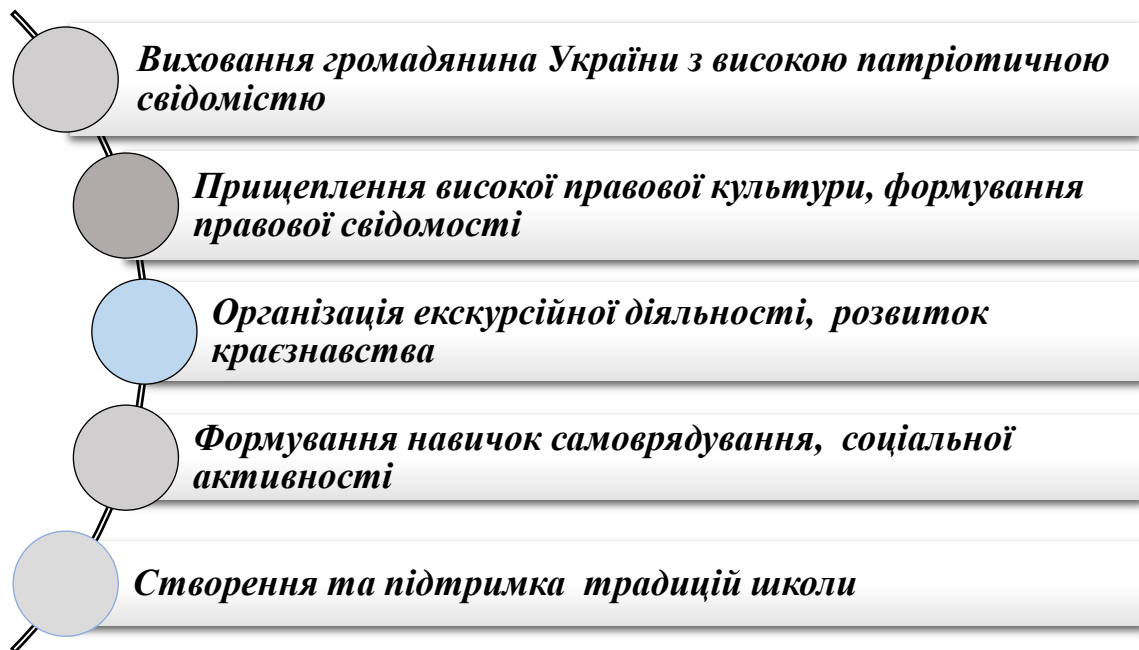 Виховання громадянина України з високою патріотичною
свідомістю
Прищеплення високої правової культури, формування
правової свідомості
Організація екскурсійної діяльності,  розвиток
краєзнавства
Формування навичок самоврядування,  соціальної
активності
Створення та підтримка  традицій школи